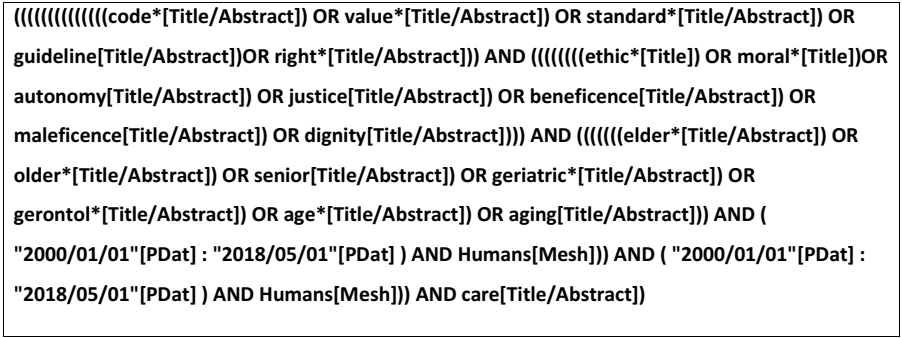 ((((((((((((((code*[Title/Abstract]) OR value*[Title/Abstract]) OR standard*[Title/Abstract]) OR
guideline[Title/Abstract])OR right*[Title/Abstract])) AND ((((((((ethic*[Title]) OR moral*[Title])OR
autonomy[Title/Abstract]) OR justice[Title/Abstract]) OR beneficence[Title/Abstract]) OR
maleficence[Title/Abstract]) OR dignity[Title/Abstract]))) AND (((((((elder*[Title/Abstract]) OR
older*[Title/Abstract]) OR senior[Title/Abstract]) OR geriatric*[Title/Abstract]) OR
gerontol*[Title/Abstract]) OR age*[Title/Abstract]) OR aging[Title/Abstract])) AND (
"2000/01/01"[PDat] : "2018/05/01"[PDat] ) AND Humans[Mesh])) AND ( "2000/01/01"[PDat] :
"2018/05/01"[PDat] ) AND Humans[Mesh])) AND care[Title/Abstract])